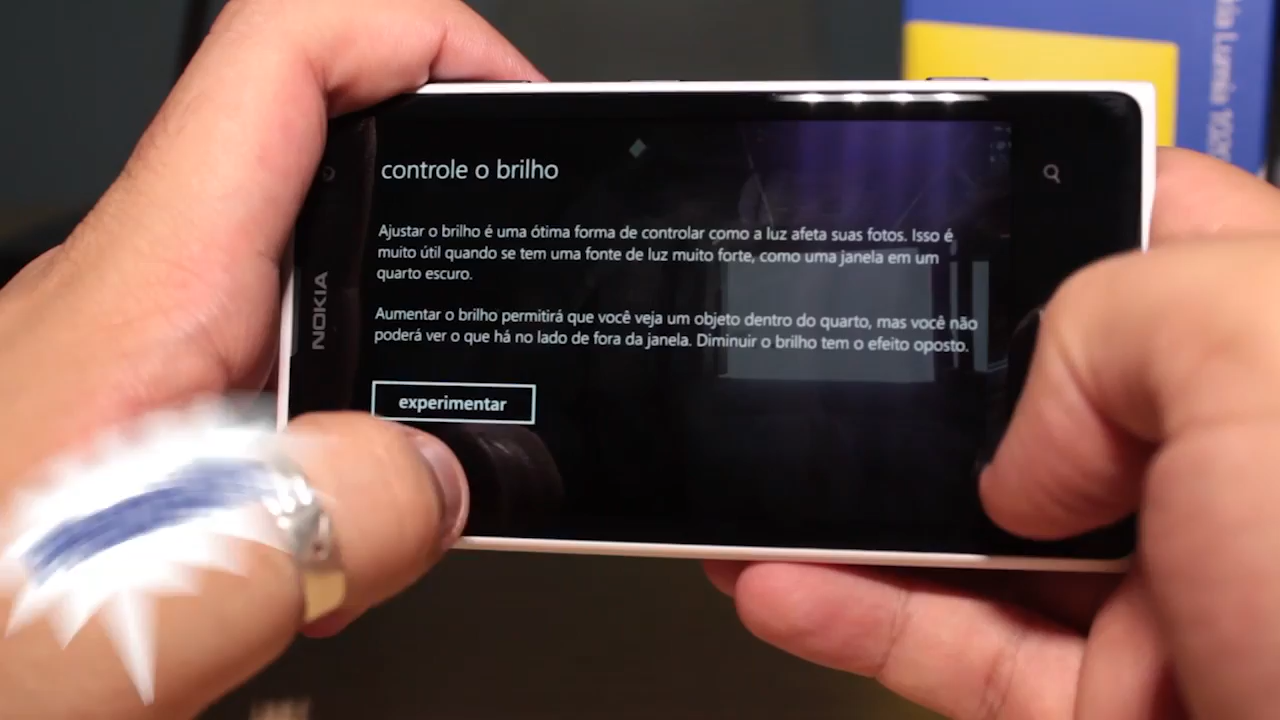 controle o brilho
Ajustar o brilho é uma ótima forma de controlar como a luz afeta suas fotos. Isso é
muito útil quando se tem uma fonte de luz muito forte, como uma janela em um
quarto escuro.
Aumentar o brilho permitirá que você veja um objeto dentro do quarto, mas você não
poderá ver o que há no lado de fora da janela. Diminuir o brilho tem o efeito oposto.
experimentar
NOKIA
Lumia